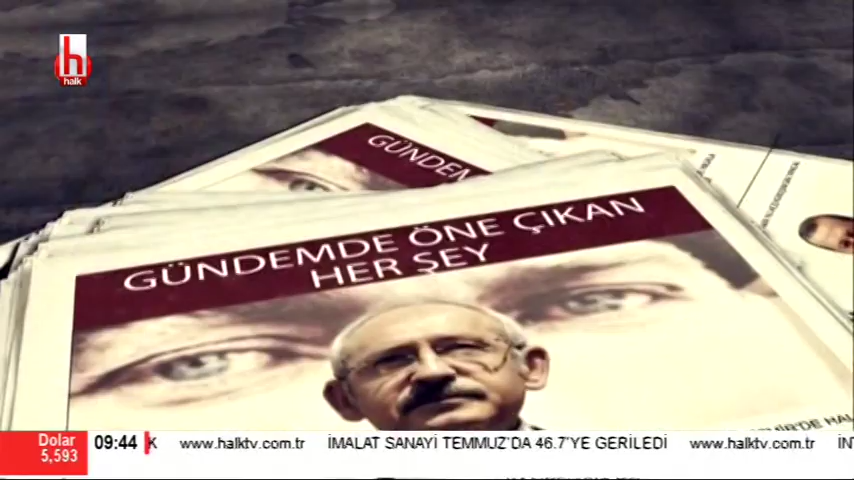 h
halk
GÜNDEM
GÜNDEMDE ÖNE ÇIKAN
HER ŞEY
Dolar
5,593
09:44
K www.halktv.com.tr İMALAT SANAYİ TEMMUZ'DA 46.7'YE GERİLEDİ www.halktv.com.tr İNT